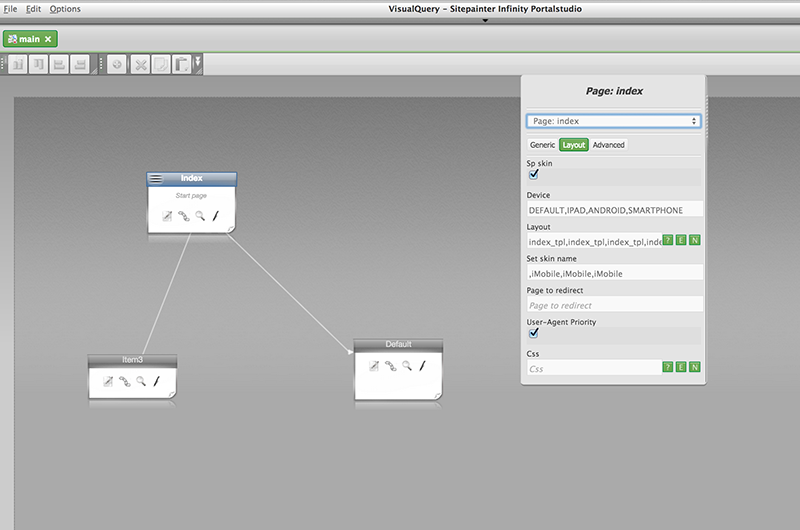 File Edit Options
VisualQuery – Sitepainter Infinity Portalstudio
main
Page: index
Page: index
Generic Layout Advanced
Sp skin
Device
DEFAULT,IPAD,ANDROID,SMARTPHONE
Layout
index_tpl,index_tpl,index_tpl,inde
? E N
Set skin name
,iMobile,iMobile,iMobile
Page to redirect
Page to redirect
User-Agent Priority
Css
Css
? E N
Index
Start page
Item3
Default